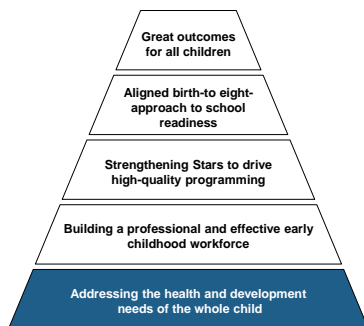 Great outcomes
for all children
Aligned birth-to eight-
approach to school
readiness
Strengthening Stars to drive
high-quality programming
Building a professional and effective early
childhood workforce
Addressing the health and development
needs of the whole child